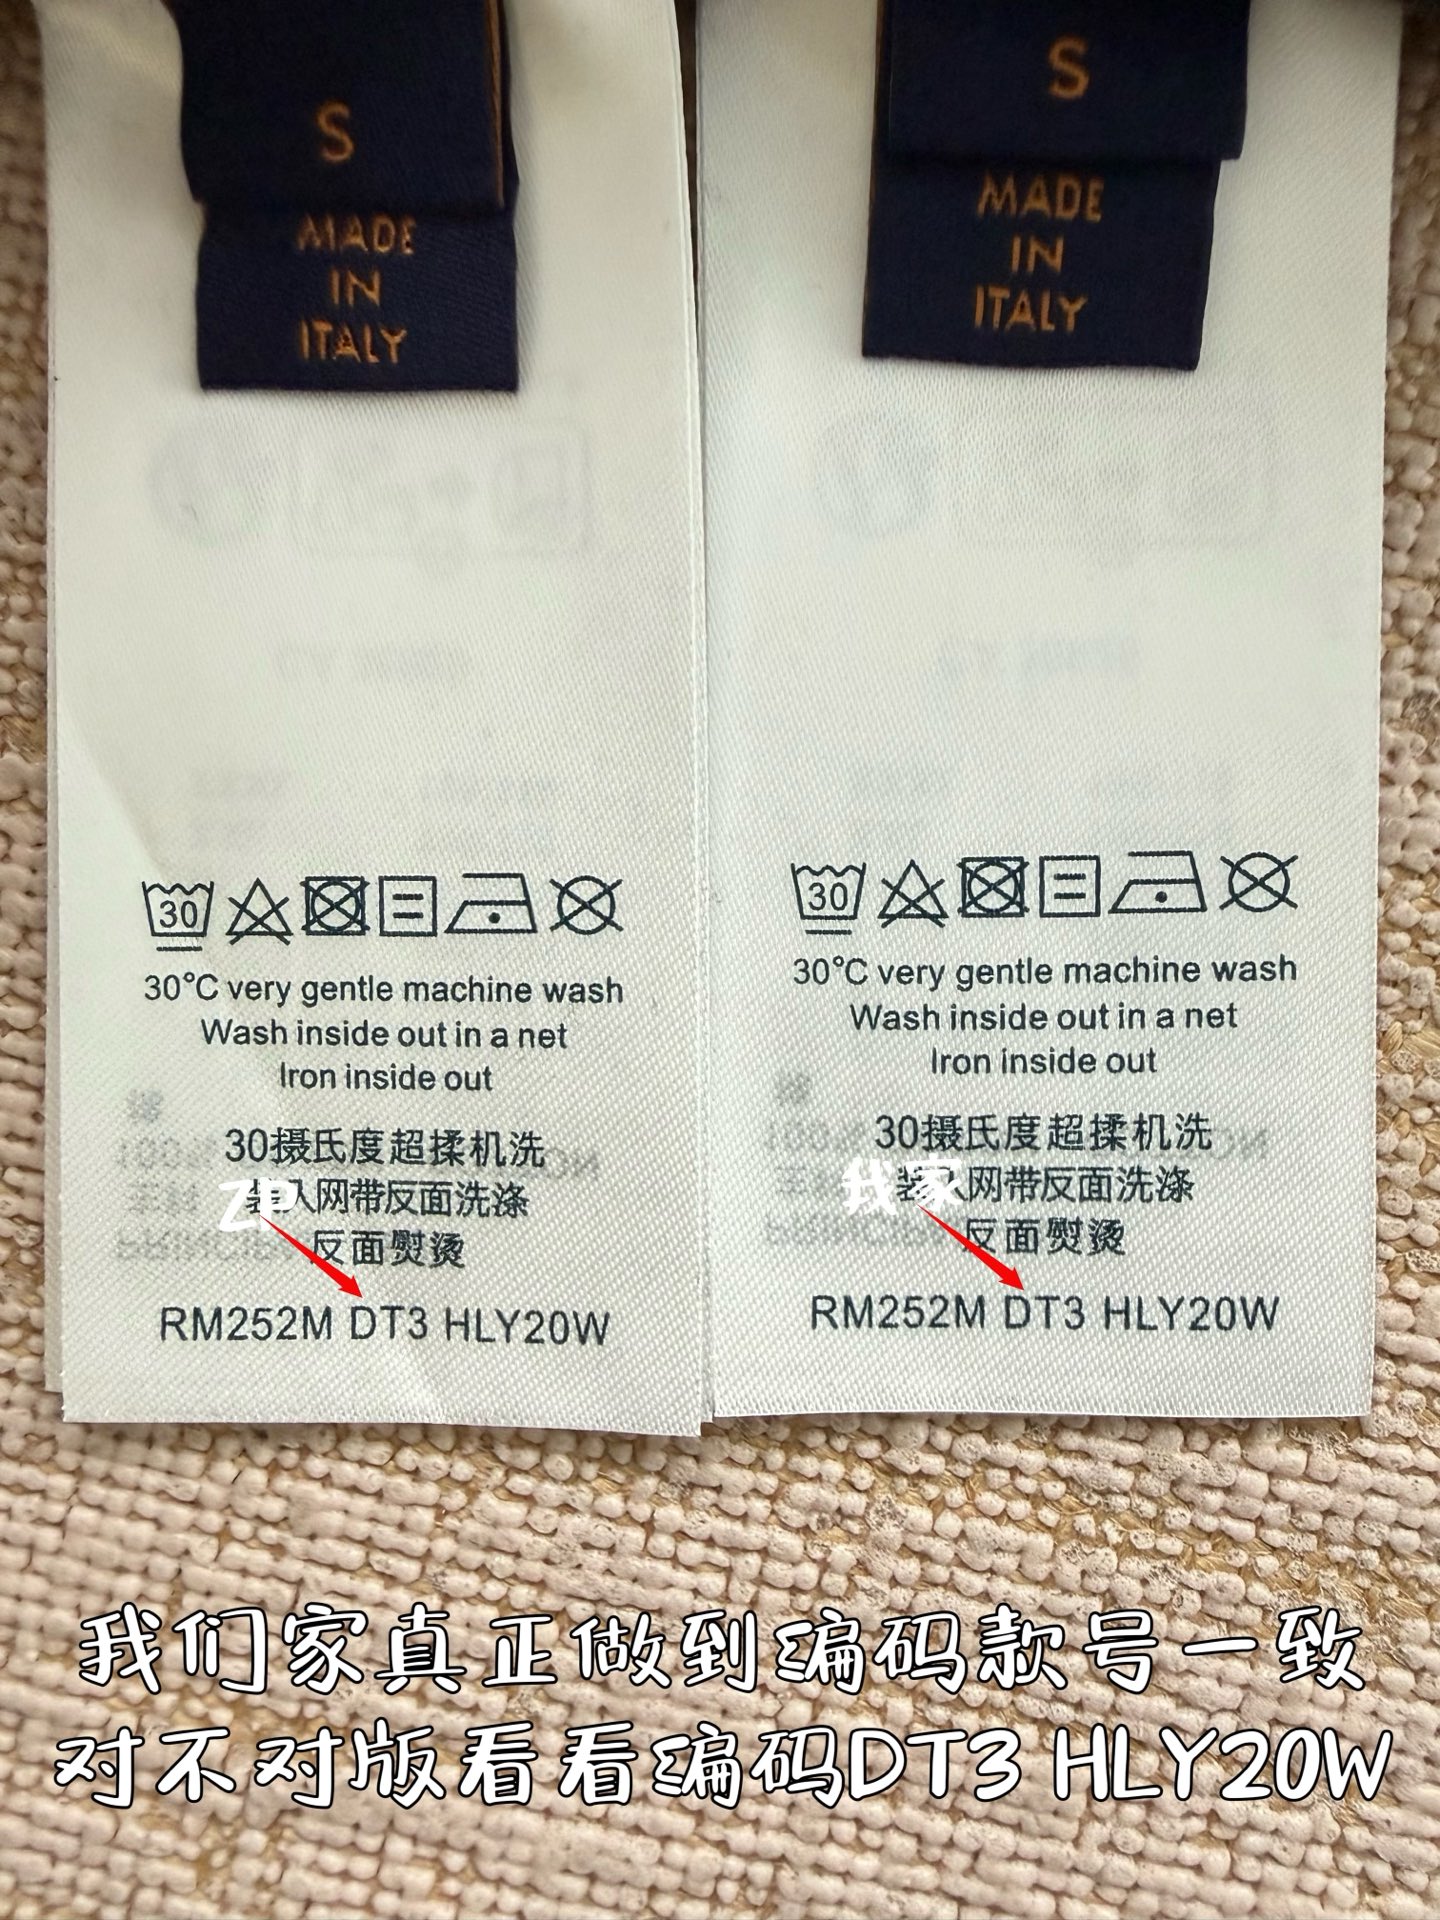 S
MADE
IN
ITALY
30
30°C very gentle machine wash
Wash inside out in a net
Iron inside out
30摄氏度超揉机洗
装入网带反面洗涤
ZP
反面熨烫
RM252M DT3 HLY20W
S
MADE
IN
ITALY
30
30°C very gentle machine wash
Wash inside out in a net
Iron inside out
30摄氏度超揉机洗
装入网带反面洗涤
我家
反面熨烫
RM252M DT3 HLY20W
我们家真正做到编码款号一致
对不对版看看编码DT3 HLY20W